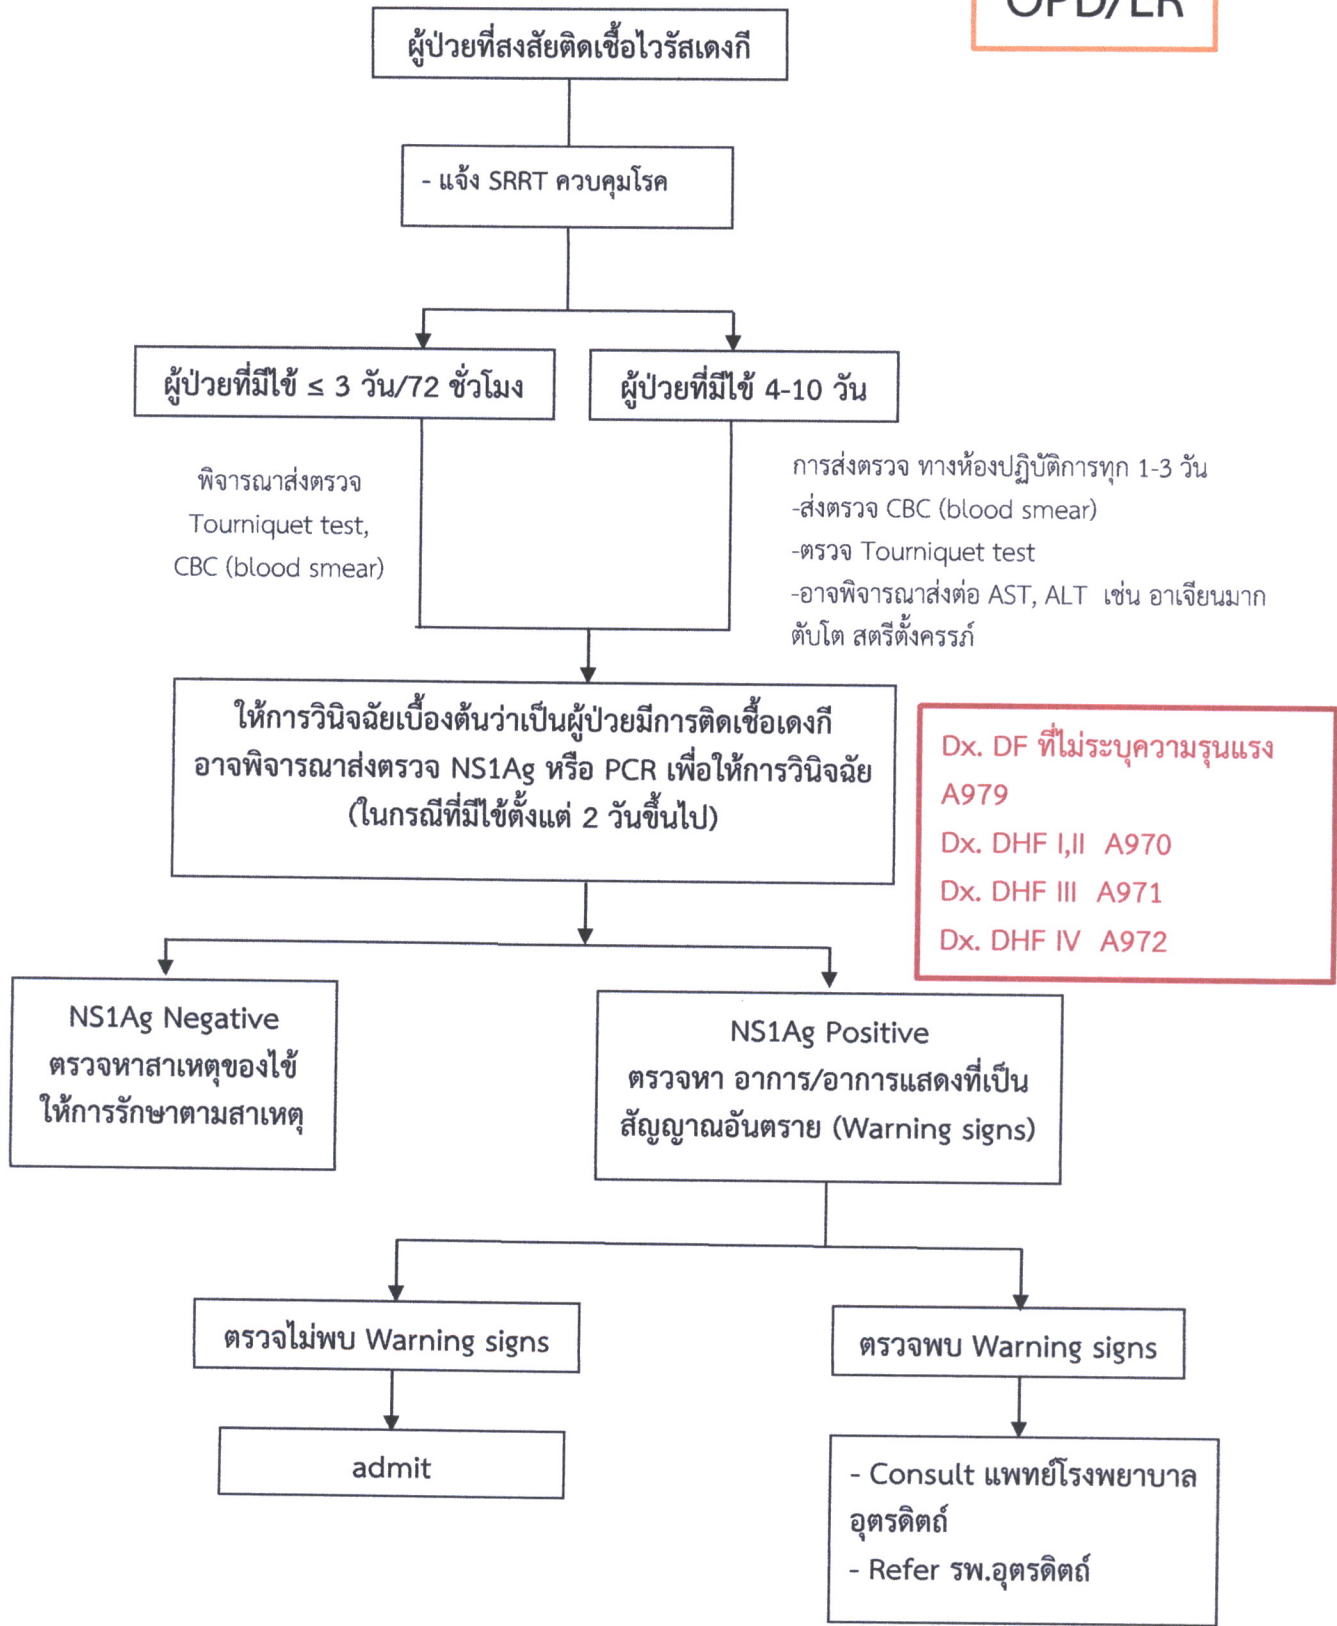 OPD/ER
ผู้ป่วยที่สงสัยติดเชื้อไวรัสเดงกี
- แจ้ง SRRT ควบคุมโรค
ผู้ป่วยที่มีไข้ ≤ 3 วัน/72 ชั่วโมง
ผู้ป่วยที่มีไข้ 4-10 วัน
พิจารณาส่งตรวจ
Tourniquet test,
CBC (blood smear)
การส่งตรวจ ทางห้องปฏิบัติการทุก 1-3 วัน
-ส่งตรวจ CBC (blood smear)
-ตรวจ Tourniquet test
-อาจพิจารณาส่งต่อ AST, ALT เช่น อาเจียนมาก
ตับโต สตรีตั้งครรภ์
ให้การวินิจฉัยเบื้องต้นว่าเป็นผู้ป่วยมีการติดเชื้อเดงกี
อาจพิจารณาส่งตรวจ NS1Ag หรือ PCR เพื่อให้การวินิจฉัย
(ในกรณีที่มีไข้ตั้งแต่ 2 วันขึ้นไป)
Dx. DF ที่ไม่ระบุความรุนแรง
A979
Dx. DHF I,II A970
Dx. DHF III A971
Dx. DHF IV A972
NS1Ag Negative
ตรวจหาสาเหตุของไข้
ให้การรักษาตามสาเหตุ
NS1Ag Positive
ตรวจหา อาการ/อาการแสดงที่เป็น
สัญญาณอันตราย (Warning signs)
ตรวจไม่พบ Warning signs
ตรวจพบ Warning signs
admit
- Consult แพทย์โรงพยาบาล
อุตรดิตถ์
- Refer รพ.อุตรดิตถ์